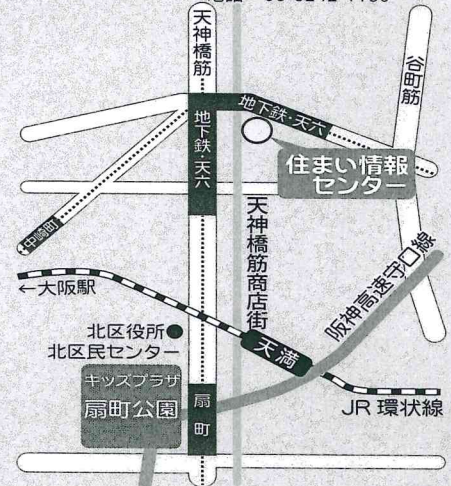 天神橋筋
谷町筋
地下鉄・天六
地下鉄・天六
住まい情報
センター
中崎町
天神橋筋商店街
阪神高速守口線
←大阪駅
北区役所
北区民センター
天満
キッズプラザ
扇町公園
扇町
JR 環状線